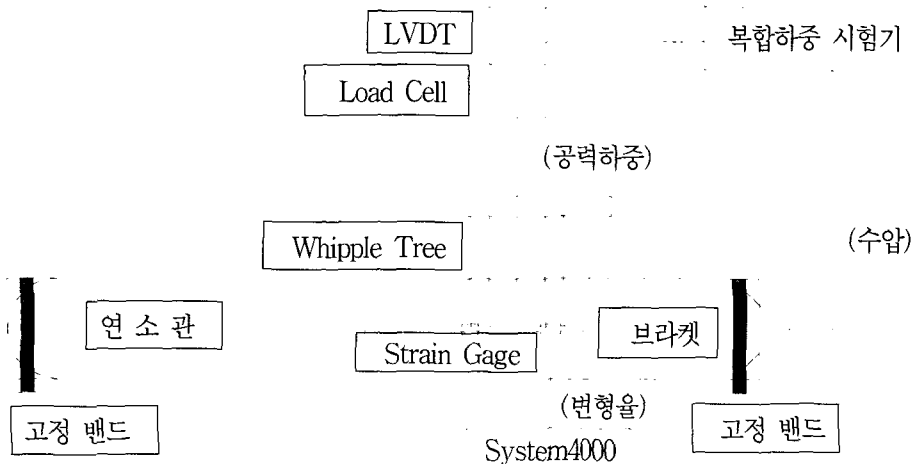 LVDT
복합하중 시험기
Load Cell
(공력하중)
Whipple Tree
(수압)
연 소 관
브라켓
Strain Gage
(변형율)
고정 밴드
고정 밴드
System4000